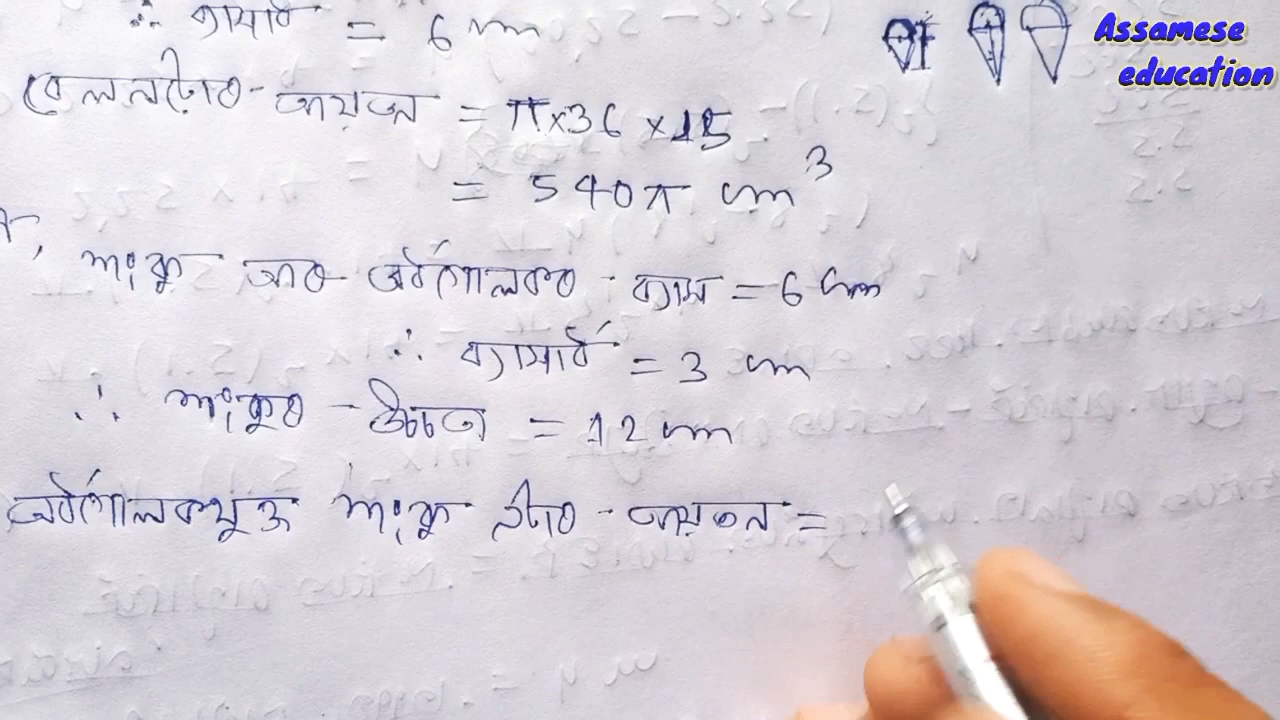 ∴ ব্যাসাৰ্ধ = 6 cm
Assamese
education
বেলনটোৰ আয়তন = π×36×15
= 540π cm³
শংকু আৰু অৰ্ধগোলকৰ ব্যাস = 6 cm
∴ ব্যাসাৰ্ধ = 3 cm
∴ শংকুৰ উচ্চতা = 12 cm
অৰ্ধগোলকযুক্ত শংকুটোৰ আয়তন =